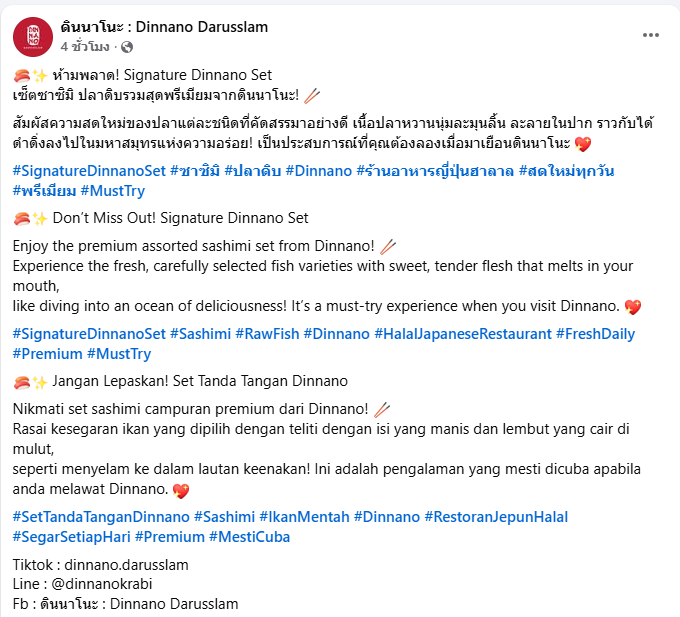 ดินนาโนะ : Dinnano Darusslam
4 ชั่วโมง ·
🍣✨ ห้ามพลาด! Signature Dinnano Set
เซ็ตซาซิมิ ปลาดิบรวมสุดพรีเมียมจากดินนาโนะ! 🥢
สัมผัสความสดใหม่ของปลาแต่ละชนิดที่คัดสรรมาอย่างดี เนื้อปลาหวานนุ่มละมุนลิ้น ละลายในปาก ราวกับได้
ดำดิ่งลงไปในมหาสมุทรแห่งความอร่อย! เป็นประสบการณ์ที่คุณต้องลองเมื่อมาเยือนดินนาโนะ 💖
#SignatureDinnanoSet #ซาซิมิ #ปลาดิบ #Dinnano #ร้านอาหารญี่ปุ่นฮาลาล #สดใหม่ทุกวัน
#พรีเมียม #MustTry
🍣✨ Don’t Miss Out! Signature Dinnano Set
Enjoy the premium assorted sashimi set from Dinnano! 🥢
Experience the fresh, carefully selected fish varieties with sweet, tender flesh that melts in your
mouth,
like diving into an ocean of deliciousness! It’s a must-try experience when you visit Dinnano. 💖
#SignatureDinnanoSet #Sashimi #RawFish #Dinnano #HalalJapaneseRestaurant #FreshDaily
#Premium #MustTry
🍣✨ Jangan Lepaskan! Set Tanda Tangan Dinnano
Nikmati set sashimi campuran premium dari Dinnano! 🥢
Rasai kesegaran ikan yang dipilih dengan teliti dengan isi yang manis dan lembut yang cair di
mulut,
seperti menyelam ke dalam lautan keenakan! Ini adalah pengalaman yang mesti dicuba apabila
anda melawat Dinnano. 💖
#SetTandaTanganDinnano #Sashimi #IkanMentah #Dinnano #RestoranJepunHalal
#SegarSetiapHari #Premium #MestiCuba
Tiktok : dinnano.darusslam
Line : @dinnanokrabi
Fb : ดินนาโนะ : Dinnano Darusslam